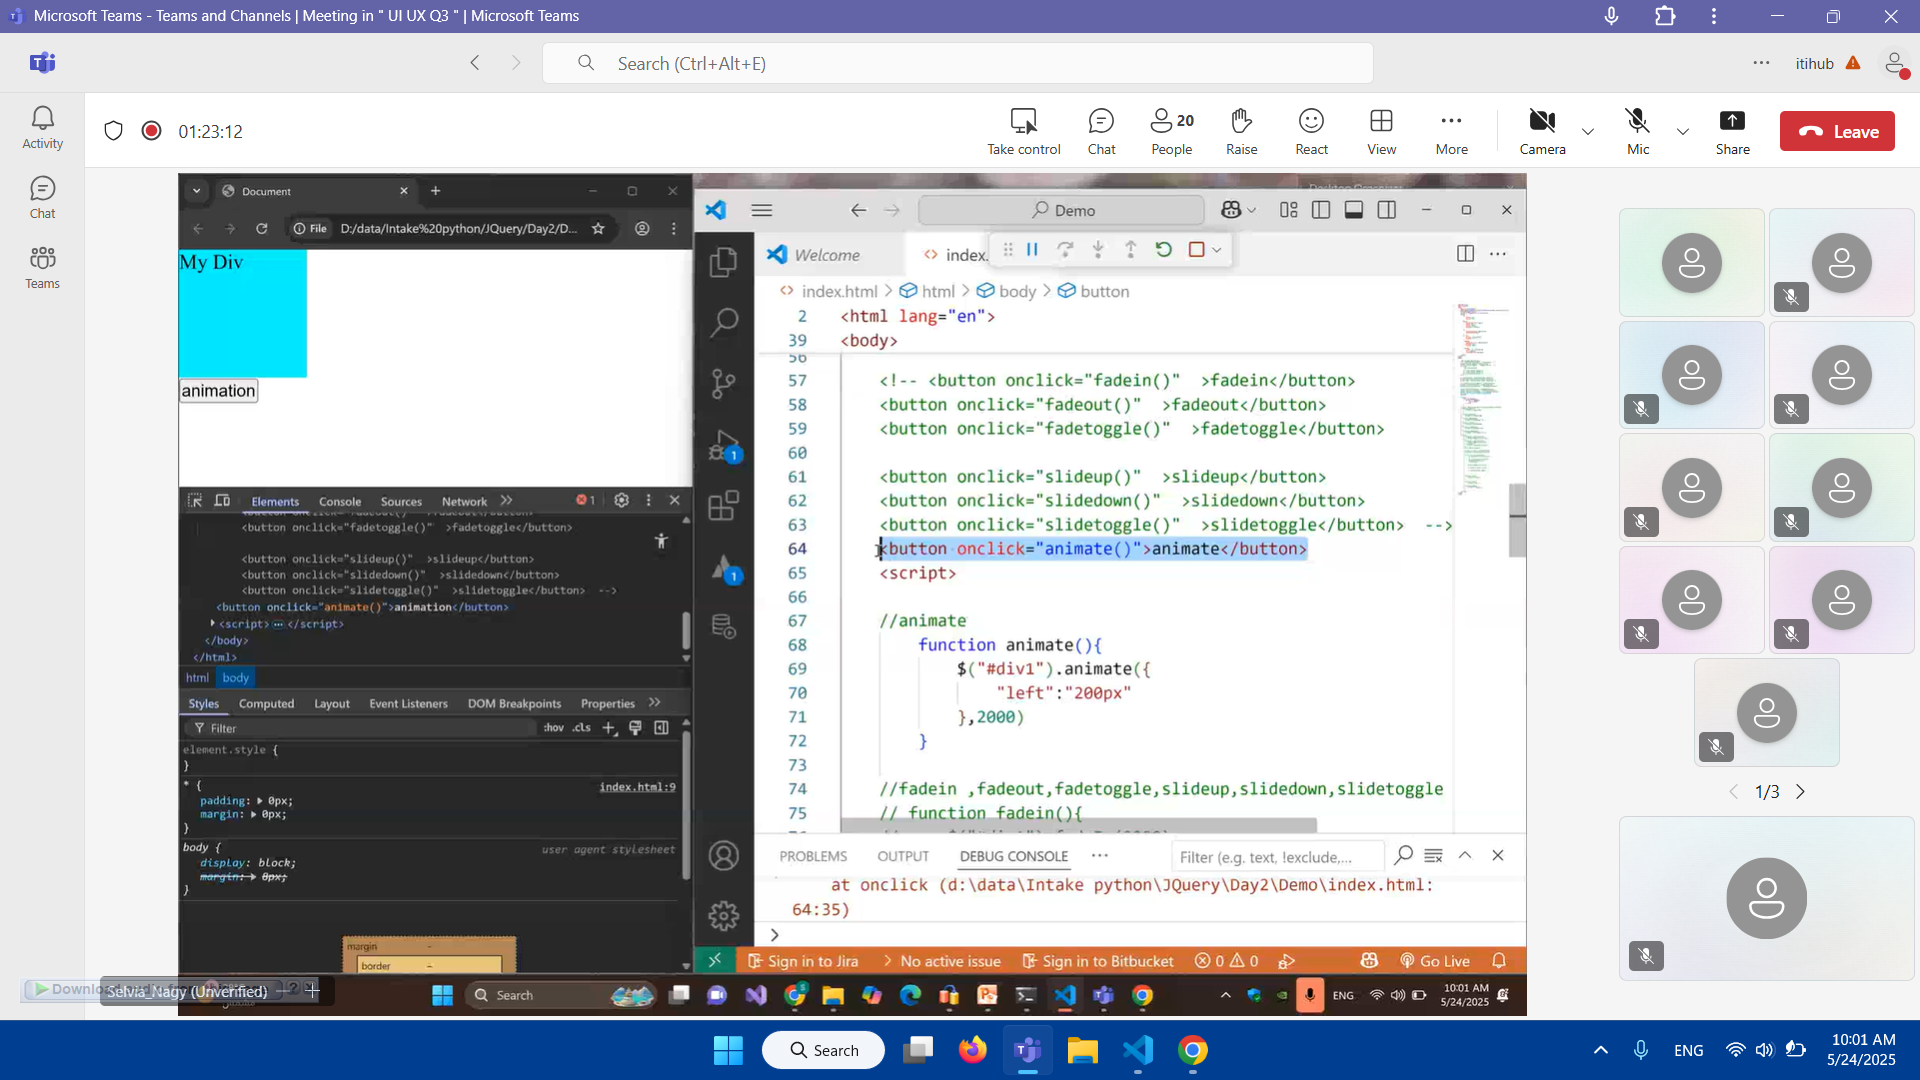 Microsoft Teams - Teams and Channels | Meeting in " UI UX Q3 " | Microsoft Teams
Search (Ctrl+Alt+E)
itihub
Activity
Chat
Teams
01:23:12
Take control
Chat
20
People
Raise
React
View
More
Camera
Mic
Share
Leave
Document
File
D:/data/Intake%20python/JQuery/Day2/D...
My Div
animation
Elements
Console
Sources
Network
1
<button onclick="fadetoggle()" >fadetoggle</button>
<button onclick="slideup()" >slideup</button>
<button onclick="slidedown()" >slidedown</button>
<button onclick="slidetoggle()" >slidetoggle</button> -->
<button onclick="animate()">animation</button>
<script> </script>
</body>
</html>
html body
Styles
Computed
Layout
Event Listeners
DOM Breakpoints
Properties
Filter
:hov .cls
element.style {
}
* {
index.html:9
padding: 0px;
margin: 0px;
}
body {
user agent stylesheet
display: block;
margin: 8px;
}
margin
-
border
-
Demo
Welcome
index.
index.html > html > body > button
2 <html lang="en">
39 <body>
56
57 <!-- <button onclick="fadein()" >fadein</button>
58 <button onclick="fadeout()" >fadeout</button>
59 <button onclick="fadetoggle()" >fadetoggle</button>
60
61 <button onclick="slideup()" >slideup</button>
62 <button onclick="slidedown()" >slidedown</button>
63 <button onclick="slidetoggle()" >slidetoggle</button> -->
64 <button onclick="animate()">animate</button>
65 <script>
66
67 //animate
68 function animate(){
69 $("#div1").animate({
70 "left":"200px"
71 },2000)
72 }
73
74 //fadein ,fadeout,fadetoggle,slideup,slidedown,slidetoggle
75 // function fadein(){
1
1
PROBLEMS
OUTPUT
DEBUG CONSOLE
Filter (e.g. text, !exclude,...
at onclick (d:\data\Intake python\JQuery\Day2\Demo\index.html:
64:35)
>
Sign in to Jira
No active issue
Sign in to Bitbucket
0 0
Go Live
Selvia_Nagy (Unverified)
Search
ENG
10:01 AM
5/24/2025
1/3
Search
ENG
10:01 AM
5/24/2025